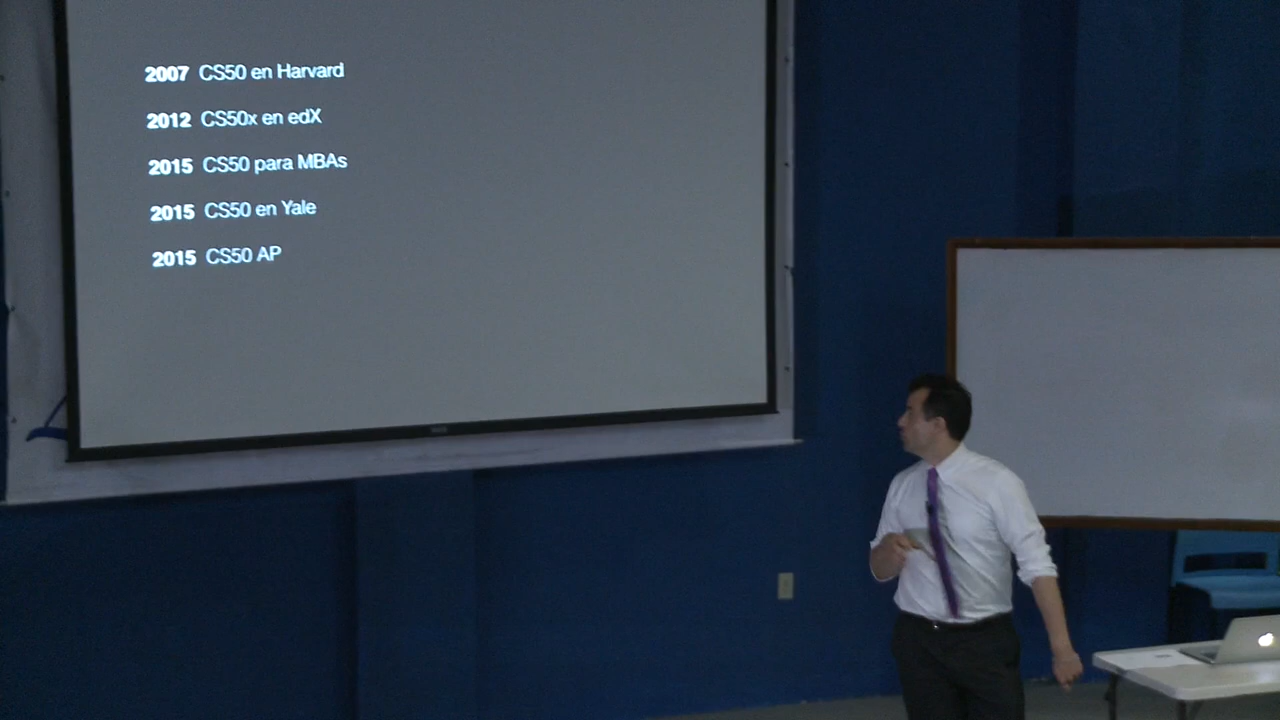 2007 CS50 en Harvard
2012 CS50x en edX
2015 CS50 para MBAs
2015 CS50 en Yale
2015 CS50 AP